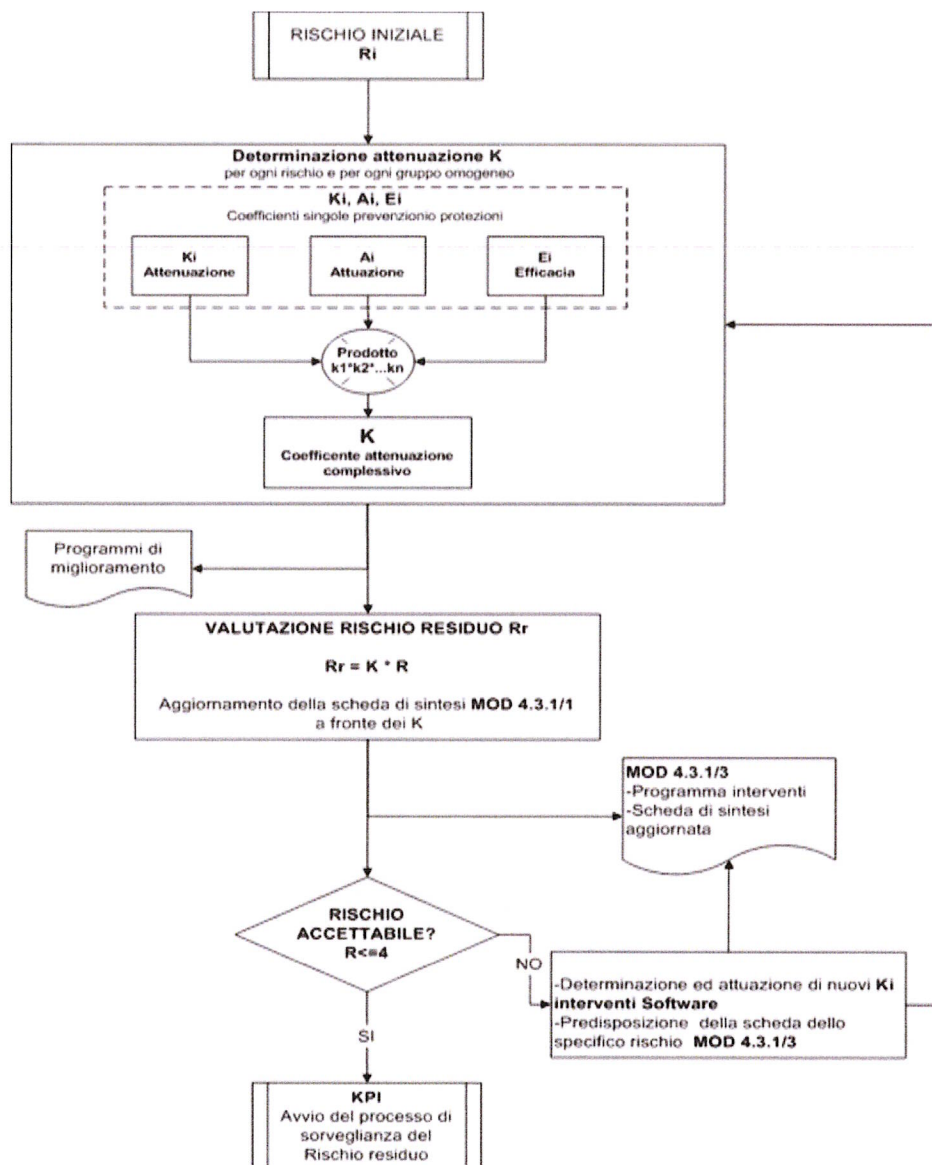 RISCHIO INIZIALE
Ri
Determinazione attenuazione K
per ogni rischio e per ogni gruppo omogeneo
Ki, Ai, Ei
Coefficienti singole prevenzionio protezioni
Ki
Attenuazione
Ai
Attuazione
Ei
Efficacia
Prodotto
k1*k2*...kn
K
Coefficente attenuazione
complessivo
Programmi di
miglioramento
VALUTAZIONE RISCHIO RESIDUO Rr
Rr = K * R
Aggiornamento della scheda di sintesi MOD 4.3.1/1
a fronte dei K
MOD 4.3.1/3
-Programma interventi
-Scheda di sintesi
aggiornata
RISCHIO
ACCETTABILE?
R<=4
NO
-Determinazione ed attuazione di nuovi Ki
interventi Software
-Predisposizione della scheda dello
specifico rischio MOD 4.3.1/3
SI
KPI
Avvio del processo di
sorveglianza del
Rischio residuo